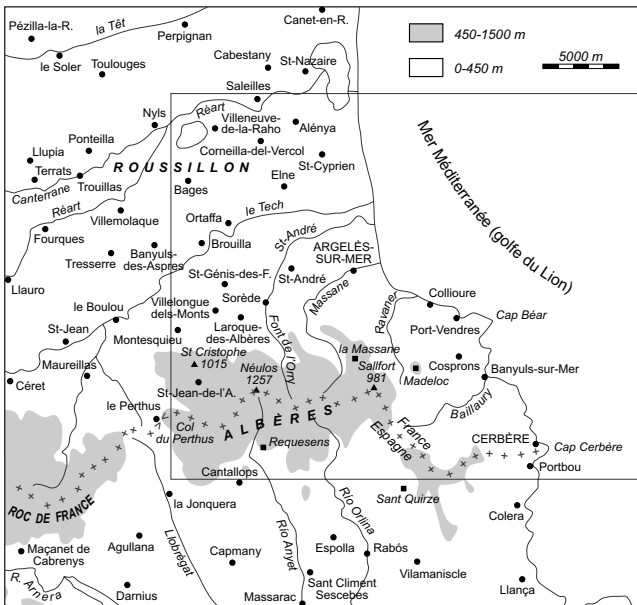 Canet-en-R.
Pézilla-la-R.
la Têt
Perpignan
450-1500 m
le Soler
Toulouges
Cabestany
St-Nazaire
0-450 m
5000 m
Saleilles
Réart
Nyls
Villeneuve-
de-la-Raho
Alénya
Ponteilla
Llupia
Corneilla-del-Vercol
ROUSSILLON
St-Cyprien
Terrats
Trouillas
Canterrane
Bages
Elne
Mer Méditerranée (golfe du Lion)
Réart
Villemolaque
Ortaffa
le Tech
Fourques
St-André
Brouilla
Tresserre
Banyuls-
des-Aspres
ARGELÈS-
SUR-MER
St-Génis-des-F.
St-André
Llauro
Massane
Ravaner
Collioure
le Boulou
Villelongue
dels-Monts
Sorède
Cap Béar
St-Jean
Laroque-
des-Albères
Font de l'Orry
Port-Vendres
Montesquieu
St Cristophe
1015
la Massane
Maureillas
Néulos
1257
Sallfort
981
Cosprons
Madeloc
Banyuls-sur-Mer
Céret
St-Jean-de-l'A.
le Perthus
Baillaury
Col
du Perthus
ALBÈRES
France
Espagne
CERBÈRE
Cap Cerbère
Requesens
Portbou
Cantallops
ROC DE FRANCE
la Jonquera
Río Orlina
Sant Quirze
Colera
Llobrégat
Río Anyet
Maçanet de
Cabrenys
Agullana
Capmany
Espolla
Rabós
Vilamaniscle
R. Arnera
Darnius
Sant Climent
Sescebes
Llança
Massarac